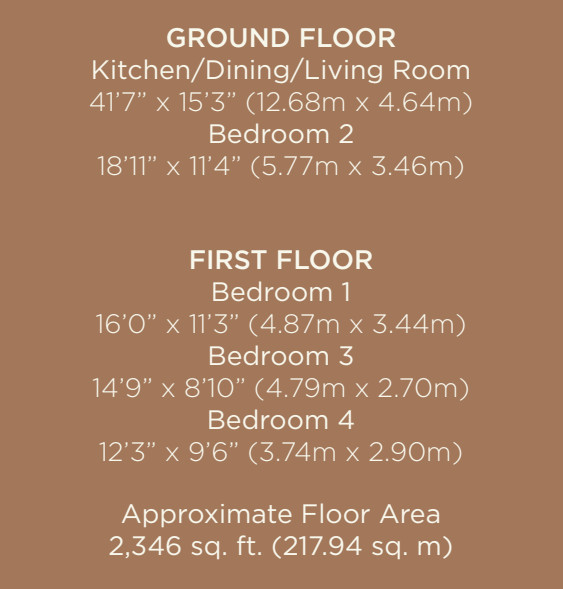 GROUND FLOOR
Kitchen/Dining/Living Room
41’7” x 15’3” (12.68m x 4.64m)
Bedroom 2
18’11” x 11’4” (5.77m x 3.46m)
FIRST FLOOR
Bedroom 1
16’0” x 11’3” (4.87m x 3.44m)
Bedroom 3
14’9” x 8’10” (4.79m x 2.70m)
Bedroom 4
12’3” x 9’6” (3.74m x 2.90m)
Approximate Floor Area
2,346 sq. ft. (217.94 sq. m)